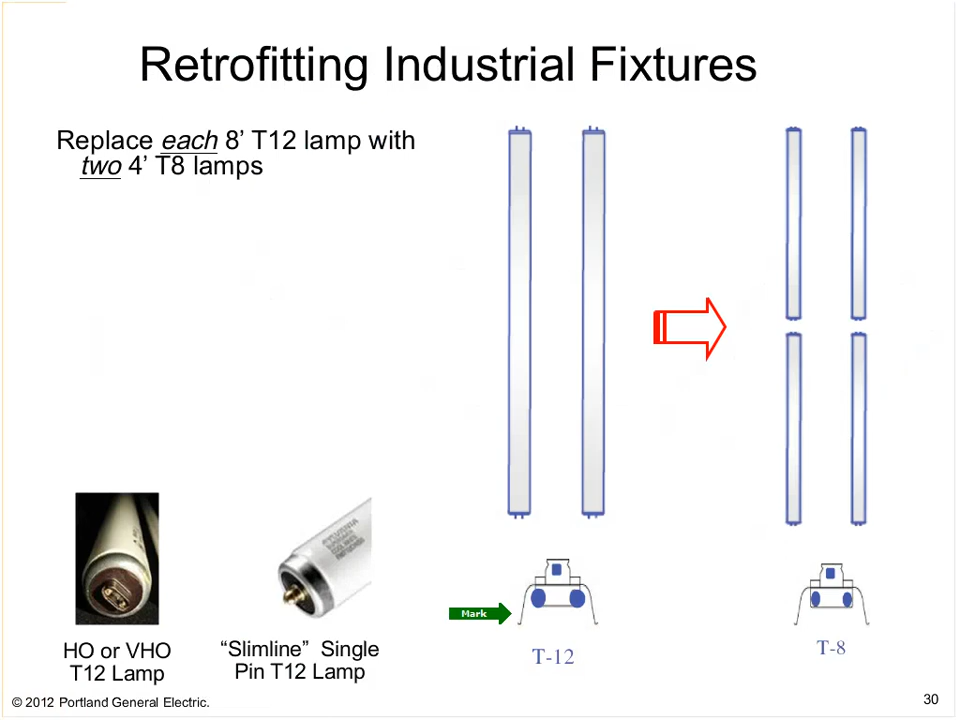 Retrofitting Industrial Fixtures
Replace each 8’ T12 lamp with
two 4’ T8 lamps
SYLVANIA
Mark
HO or VHO
T12 Lamp
“Slimline” Single
Pin T12 Lamp
T-12
T-8
© 2012 Portland General Electric.
30